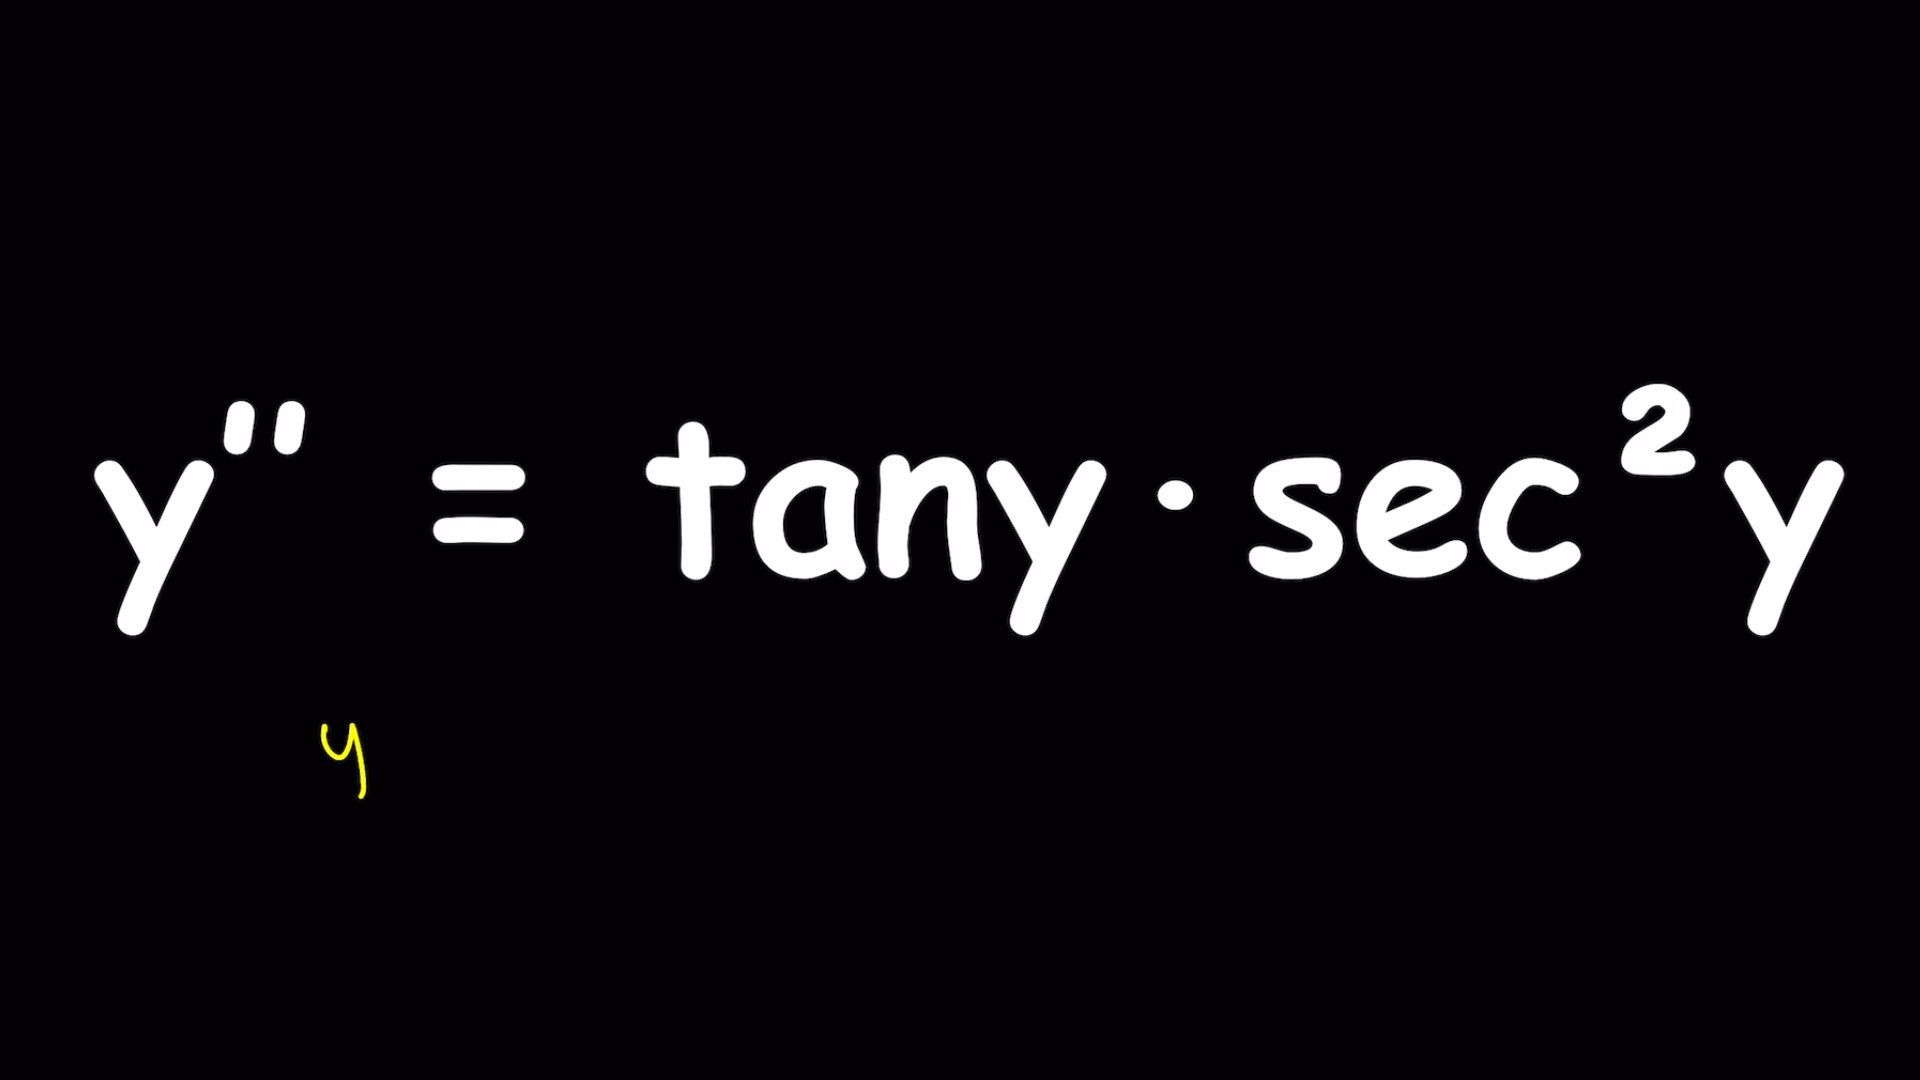 y" = tany · sec²y
y